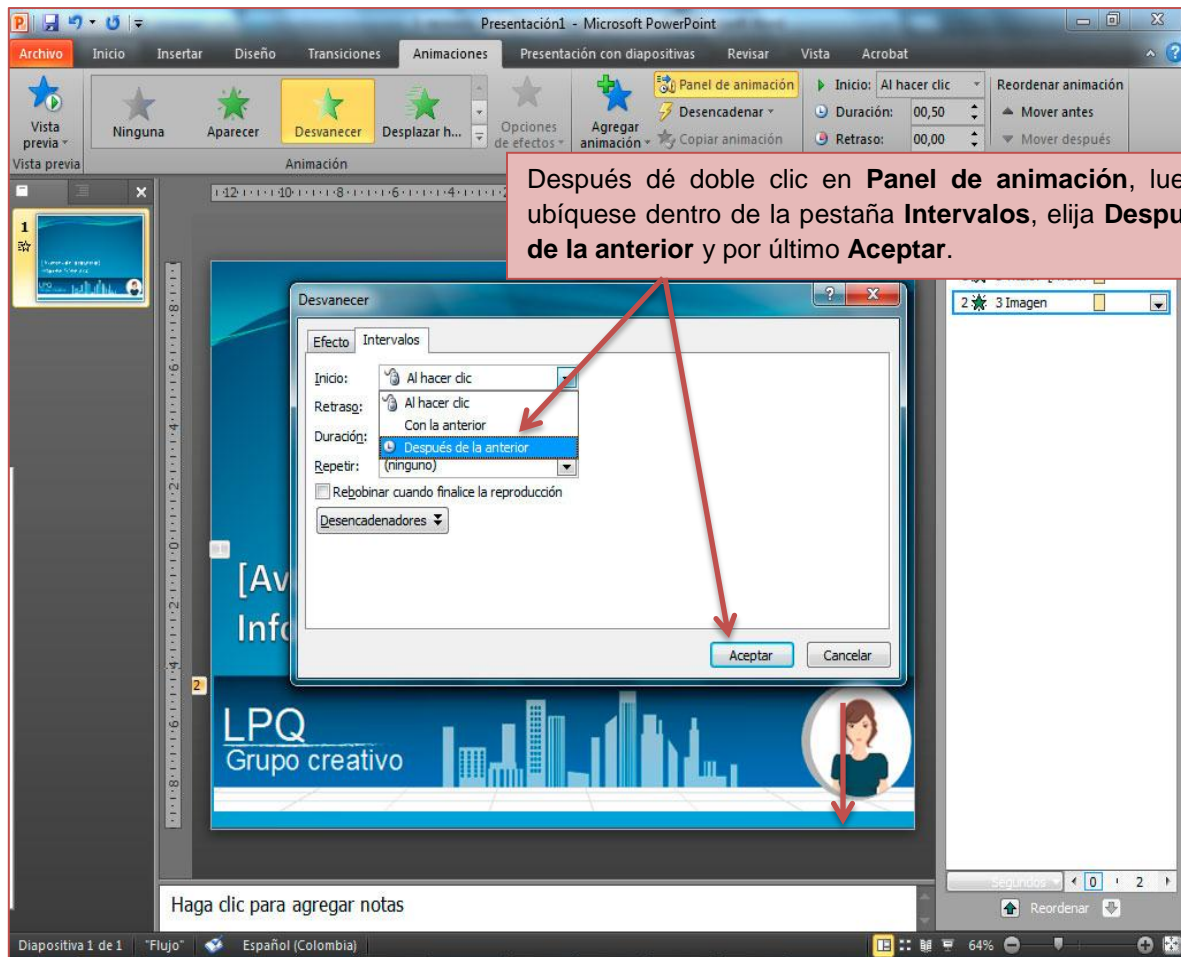 Presentación1 - Microsoft PowerPoint
Archivo Inicio Insertar Diseño Transiciones Animaciones Presentación con diapositivas Revisar Vista Acrobat
Vista previa
Ninguna Aparecer Desvanecer Desplazar h...
Opciones de efectos
Agregar animación
Panel de animación
Desencadenar
Copiar animación
Inicio: Al hacer clic
Duración: 00,50
Retraso: 00,00
Reordenar animación
Mover antes
Mover después
Vista previa
Animación
Después dé doble clic en Panel de animación, lue
ubíquese dentro de la pestaña Intervalos, elija Despu
de la anterior y por último Aceptar.
1
2 3 Imagen
Desvanecer
Efecto Intervalos
Inicio: Al hacer clic
Retraso: Al hacer clic
Con la anterior
Duración: Después de la anterior
Repetir: (ninguno)
Rebobinar cuando finalice la reproducción
Desencadenadores
Aceptar Cancelar
[Av
Info
2
LPQ
Grupo creativo
Segundos 0 2
Reordenar
Haga clic para agregar notas
Diapositiva 1 de 1 "Flujo" Español (Colombia) 64%